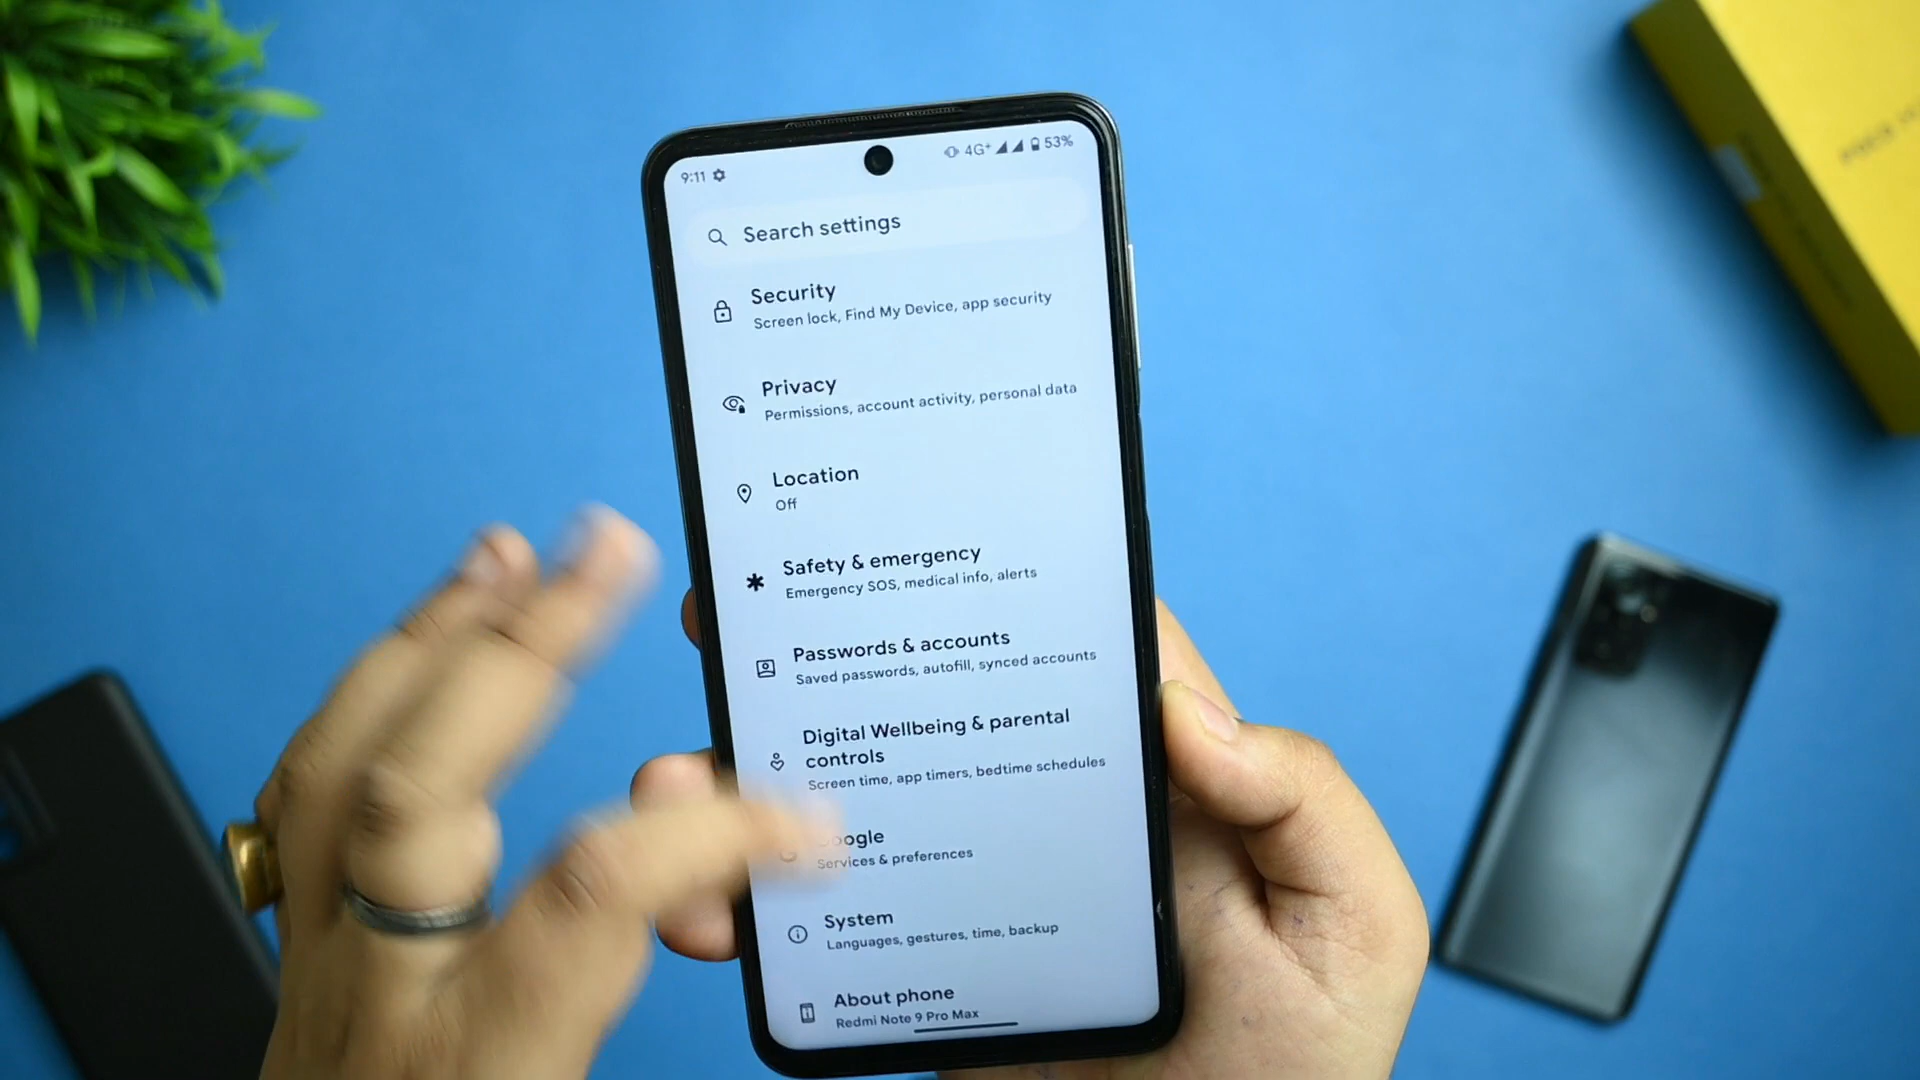 9:11 4G+ 53%
Search settings
Security
Screen lock, Find My Device, app security
Privacy
Permissions, account activity, personal data
Location
Off
Safety & emergency
Emergency SOS, medical info, alerts
Passwords & accounts
Saved passwords, autofill, synced accounts
Digital Wellbeing & parental
controls
Screen time, app timers, bedtime schedules
Google
Services & preferences
System
Languages, gestures, time, backup
About phone
Redmi Note 9 Pro Max